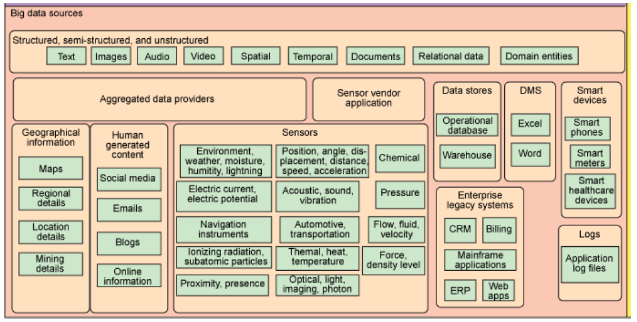 Big data sources
Structured, semi-structured, and unstructured
Text
Images
Audio
Video
Spatial
Temporal
Documents
Relational data
Domain entities
Aggregated data providers
Sensor vendor
application
Data stores
Operational
database
Warehouse
DMS
Excel
Word
Smart
devices
Smart
phones
Smart
meters
Smart
healthcare
devices
Geographical
information
Maps
Regional
details
Location
details
Mining
details
Human
generated
content
Social media
Emails
Blogs
Online
information
Sensors
Environment,
weather, moisture,
humitity, lightning
Position, angle, dis-
placement, distance,
speed, acceleration
Chemical
Electric current,
electric potential
Acoustic, sound,
vibration
Pressure
Navigation
instruments
Automotive,
transportation
Flow, fluid,
velocity
Ionizing radiation,
subatomic particles
Themal, heat,
temperature
Force,
density level
Proximity, presence
Optical, light,
imaging, photon
Enterprise
legacy systems
CRM
Billing
Mainframe
applications
ERP
Web
apps
Logs
Application
log files